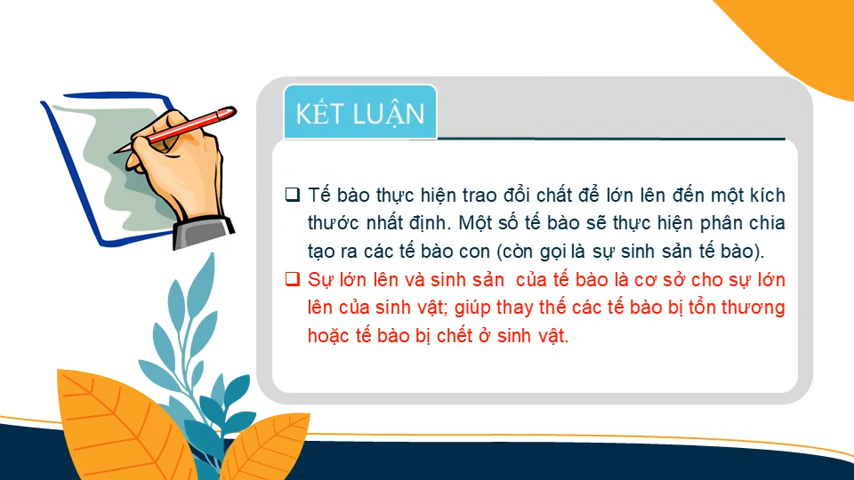 KẾT LUẬN
❑ Tế bào thực hiện trao đổi chất để lớn lên đến một kích
thước nhất định. Một số tế bào sẽ thực hiện phân chia
tạo ra các tế bào con (còn gọi là sự sinh sản tế bào).
❑ Sự lớn lên và sinh sản của tế bào là cơ sở cho sự lớn
lên của sinh vật; giúp thay thế các tế bào bị tổn thương
hoặc tế bào bị chết ở sinh vật.